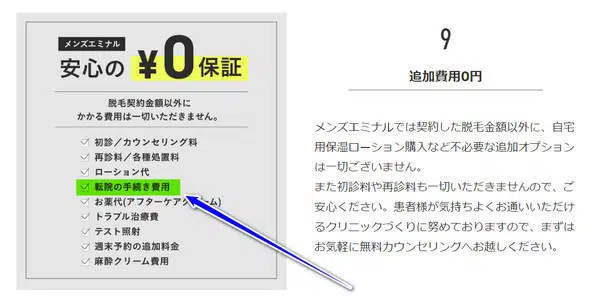 メンズエミナル
安心の ¥0 保証
脱毛契約金額以外に
かかる費用は一切いただきません。
初診/カウンセリング料
再診料/各種処置料
ローション代
転院の手続き費用
お薬代(アフターケアクリーム)
トラブル治療費
テスト照射
週末予約の追加料金
麻酔クリーム費用
9
追加費用0円
メンズエミナルでは契約した脱毛金額以外に、自宅
用保湿ローション購入など不必要な追加オプション
は一切ございません。
また初診料や再診料も一切いただきませんので、ご
安心ください。患者様が気持ちよくお通いいただけ
るクリニックづくりに努めておりますので、まずは
お気軽に無料カウンセリングへお越しください。